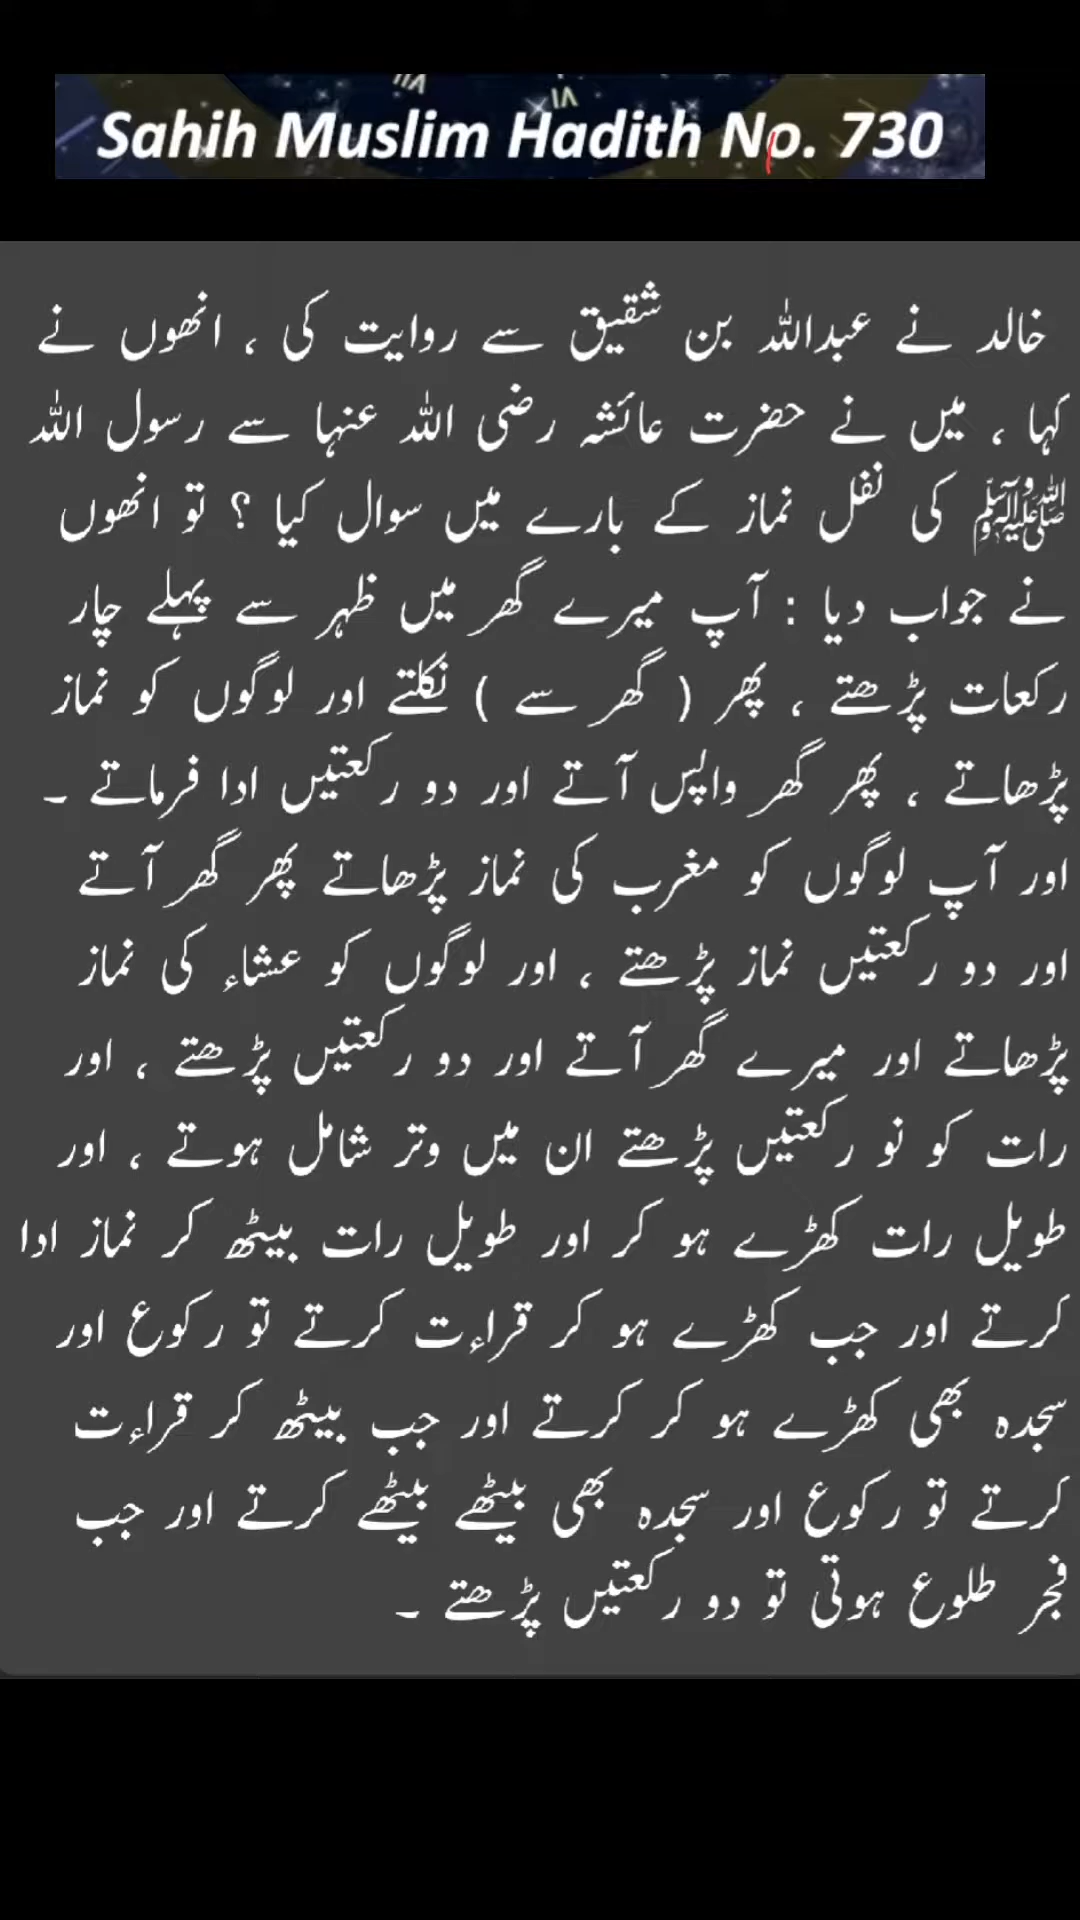 Sahih Muslim Hadith No. 730
خالد نے عبداللہ بن شقیق سے روایت کی ، انھوں نے
کہا ، میں نے حضرت عائشہ رضی اللہ عنہا سے رسول اللہ
ﷺ کی نفل نماز کے بارے میں سوال کیا ؟ تو انھوں
نے جواب دیا : آپ میرے گھر میں ظہر سے پہلے چار
رکعات پڑھتے ، پھر ( گھر سے ) نکلتے اور لوگوں کو نماز
پڑھاتے ، پھر گھر واپس آتے اور دو رکعتیں ادا فرماتے ۔
اور آپ لوگوں کو مغرب کی نماز پڑھاتے پھر گھر آتے
اور دو رکعتیں نماز پڑھتے ، اور لوگوں کو عشاء کی نماز
پڑھاتے اور میرے گھر آتے اور دو رکعتیں پڑھتے ، اور
رات کو نو رکعتیں پڑھتے ان میں وتر شامل ہوتے ، اور
طویل رات کھڑے ہو کر اور طویل رات بیٹھ کر نماز ادا
کرتے اور جب کھڑے ہو کر قراءت کرتے تو رکوع اور
سجدہ بھی کھڑے ہو کر کرتے اور جب بیٹھ کر قراءت
کرتے تو رکوع اور سجدہ بھی بیٹھے بیٹھے کرتے اور جب
فجر طلوع ہوتی تو دو رکعتیں پڑھتے ۔